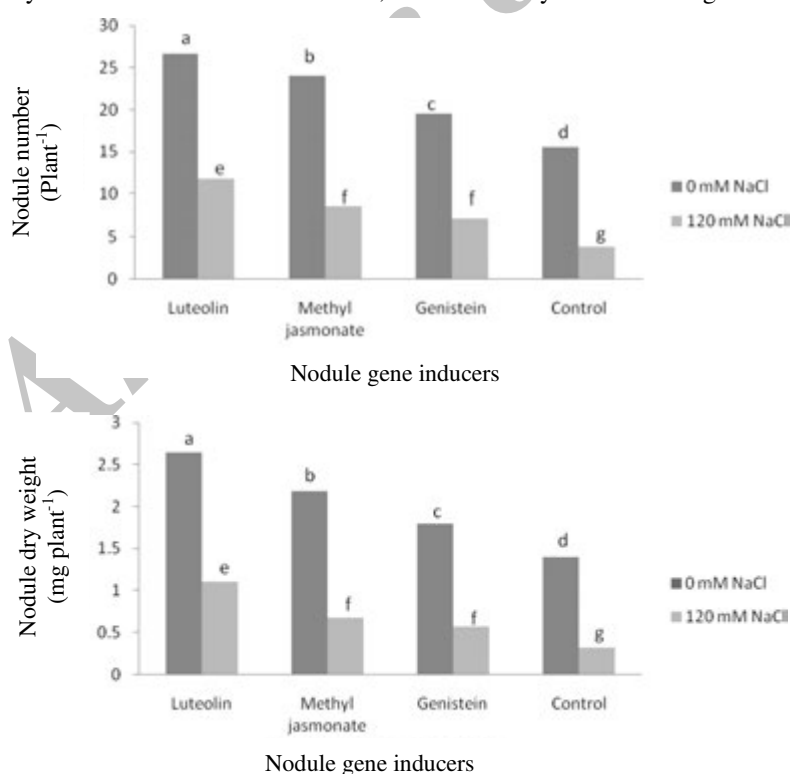 30
25
20
15
10
5
0
Nodule number
(Plant⁻¹)
a
b
c
d
e
f
f
g
0 mM NaCl
120 mM NaCl
Luteolin
Methyl
jasmonate
Genistein
Control
Nodule gene inducers
3
2.5
2
1.5
1
0.5
0
Nodule dry weight
(mg plant⁻¹)
a
b
c
d
e
f
f
g
0 mM NaCl
120 mM NaCl
Luteolin
Methyl
jasmonate
Genistein
Control
Nodule gene inducers